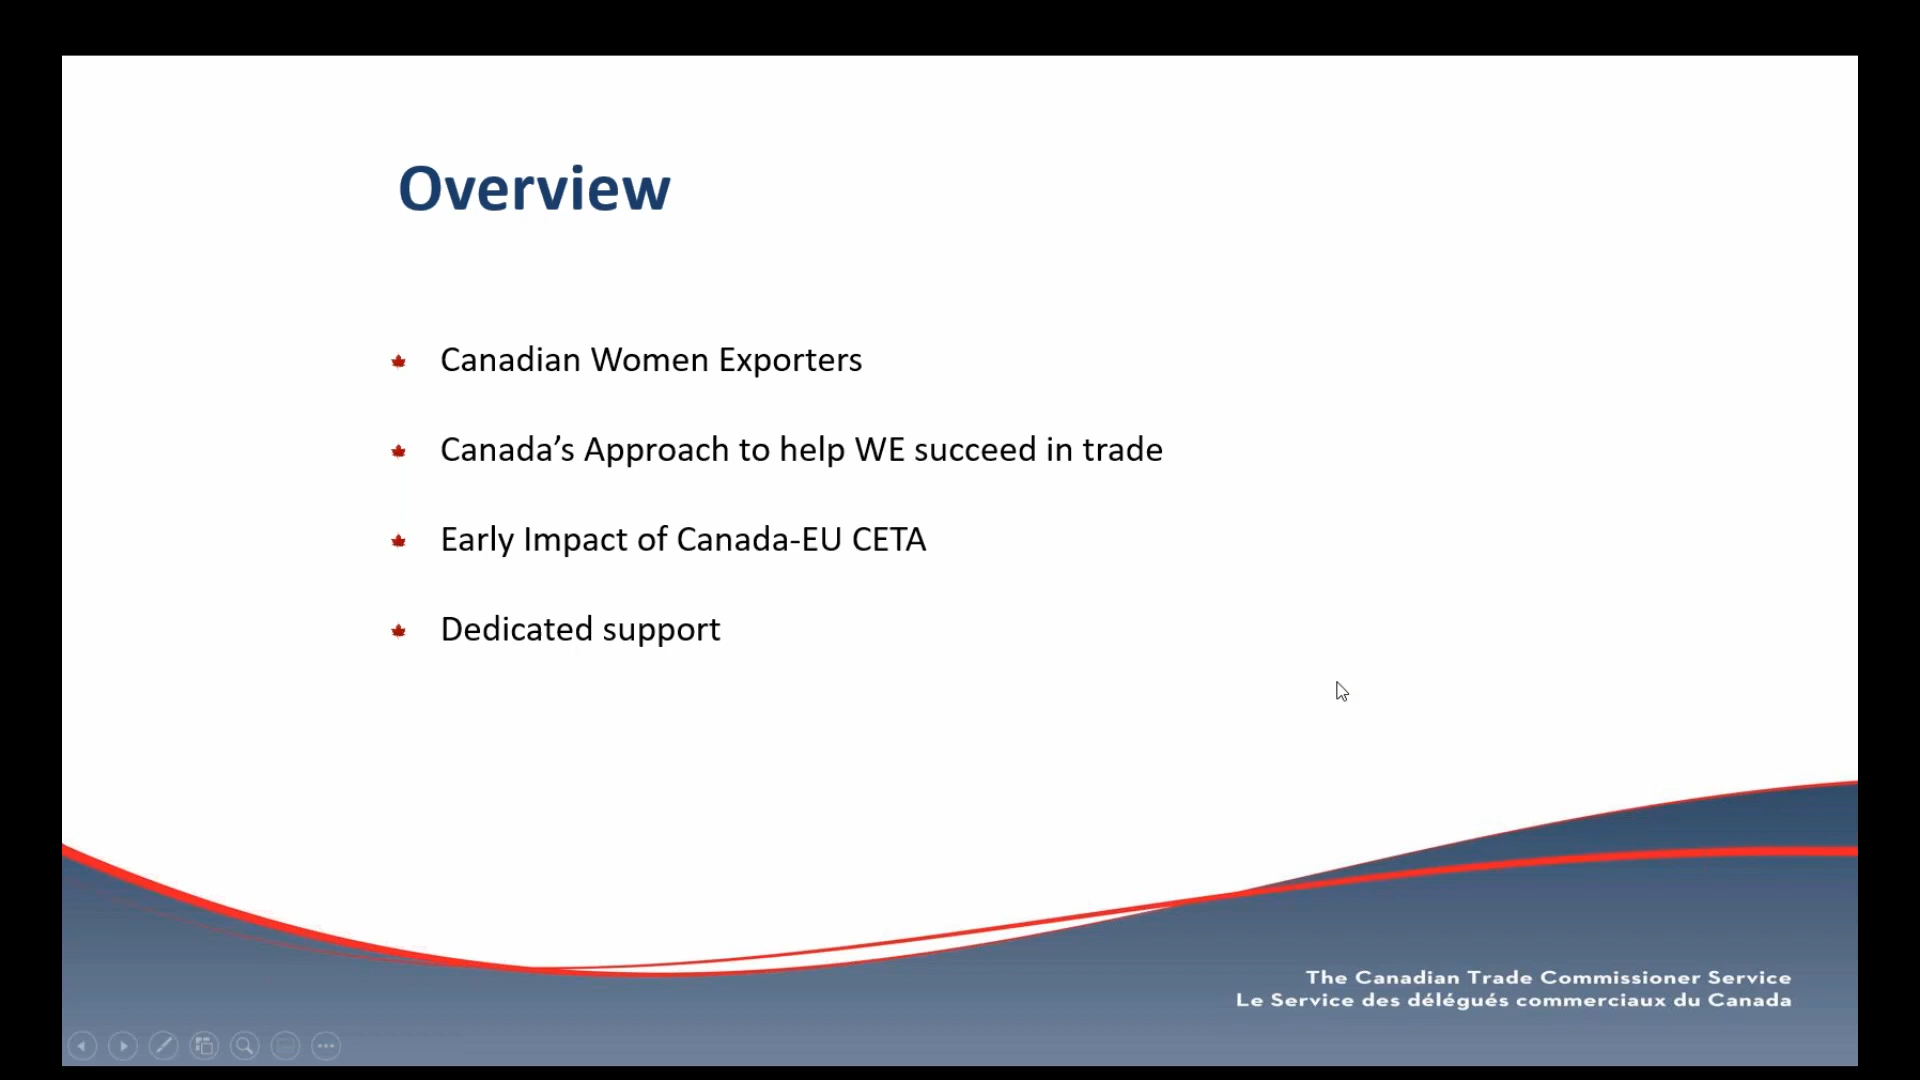 Overview
Canadian Women Exporters
Canada’s Approach to help WE succeed in trade
Early Impact of Canada-EU CETA
Dedicated support
The Canadian Trade Commissioner Service
Le Service des délégués commerciaux du Canada